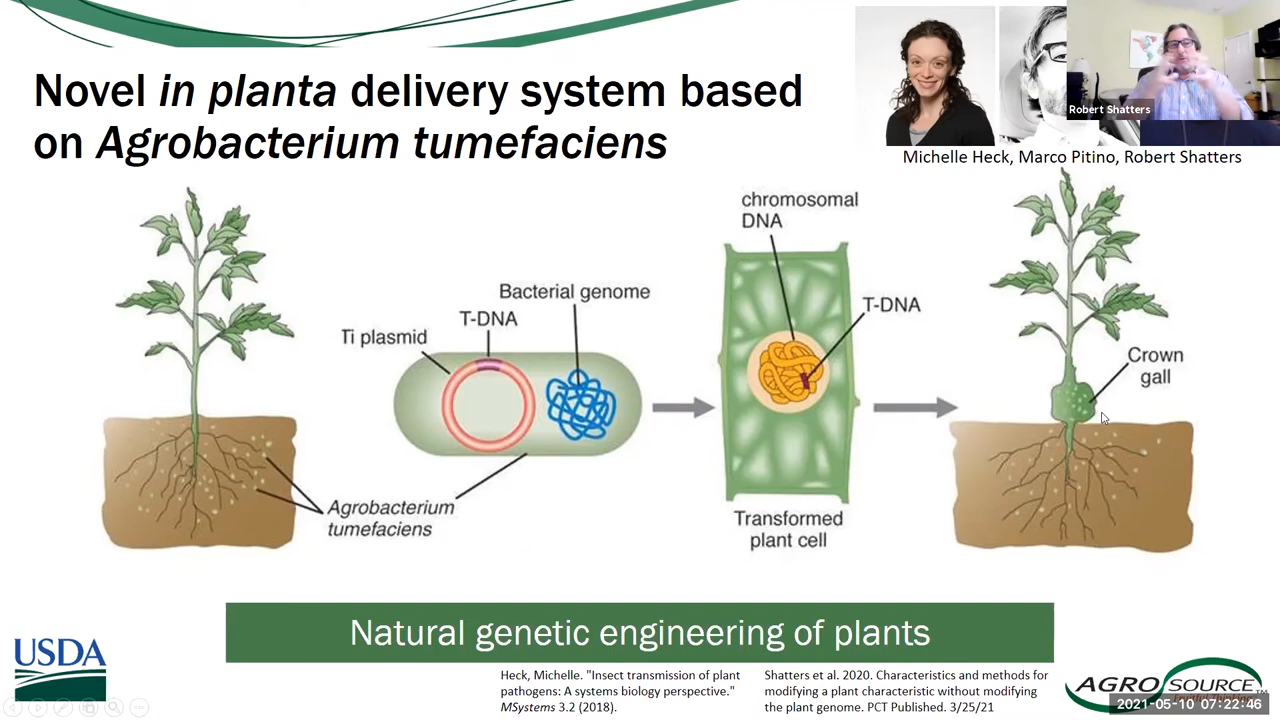 Novel in planta delivery system based
on Agrobacterium tumefaciens
Robert Shatters
Michelle Heck, Marco Pitino, Robert Shatters
chromosomal
DNA
Bacterial genome
T-DNA
Ti plasmid
T-DNA
Crown
gall
Agrobacterium
tumefaciens
Transformed
plant cell
Natural genetic engineering of plants
USDA
Heck, Michelle. "Insect transmission of plant
pathogens: A systems biology perspective."
MSystems 3.2 (2018).
Shatters et al. 2020. Characteristics and methods for
modifying a plant characteristic without modifying
the plant genome. PCT Published. 3/25/21
AGRO SOURCE
2021-05-10 07:22:46